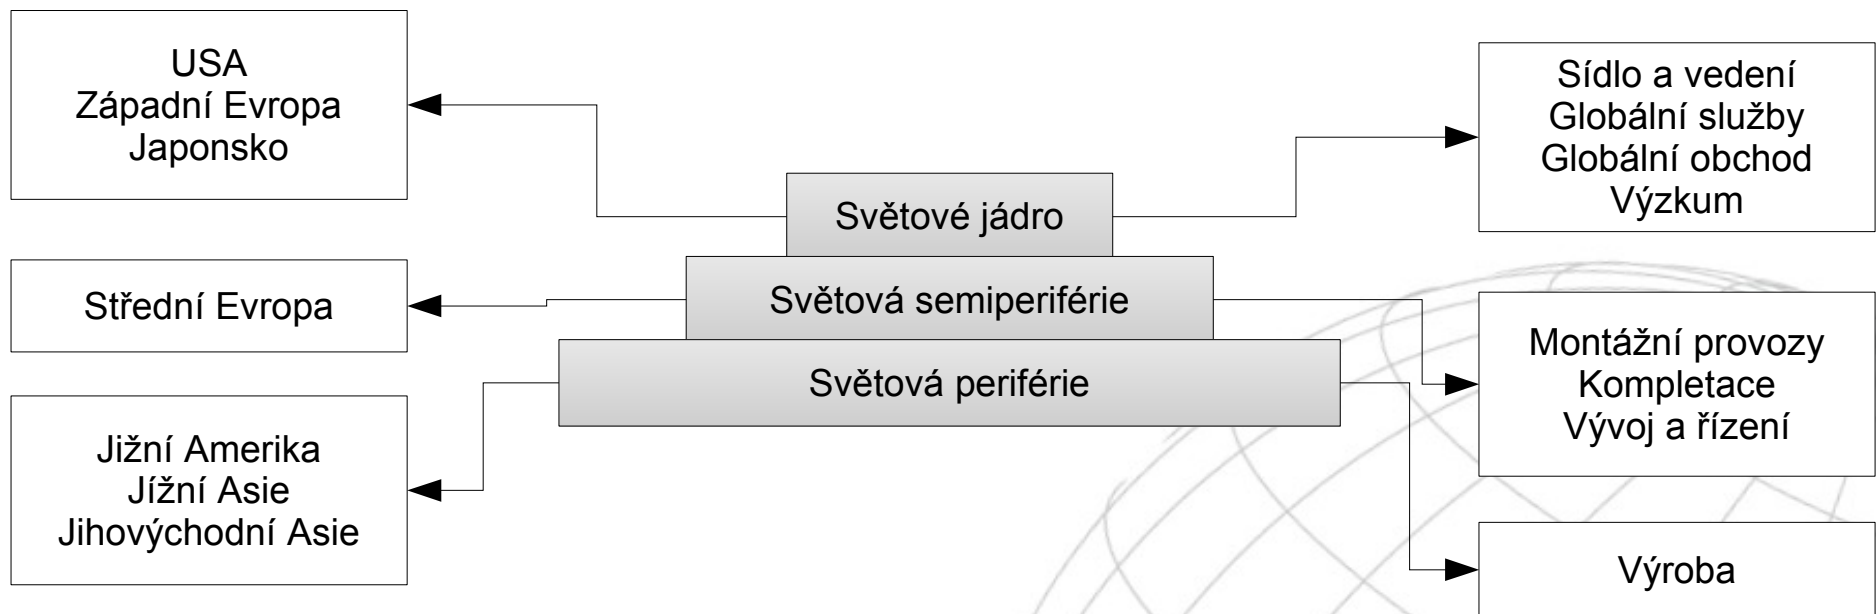 USA
Západní Evropa
Japonsko
Střední Evropa
Jižní Amerika
Jížní Asie
Jihovýchodní Asie
Světové jádro
Světová semiperiférie
Světová periférie
Sídlo a vedení
Globální služby
Globální obchod
Výzkum
Montážní provozy
Kompletace
Vývoj a řízení
Výroba